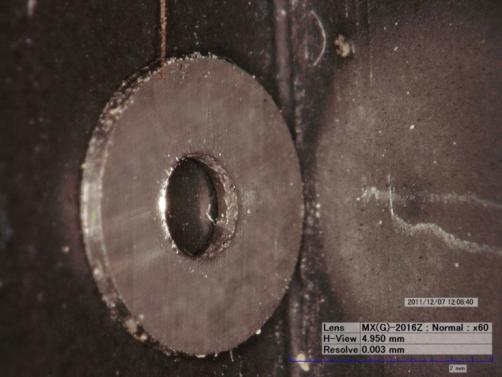 2011/12/07 12:08:40
Lens MX(G)-2016Z : Normal : x60
H-View 4.950 mm
Resolve 0.003 mm
2 mm